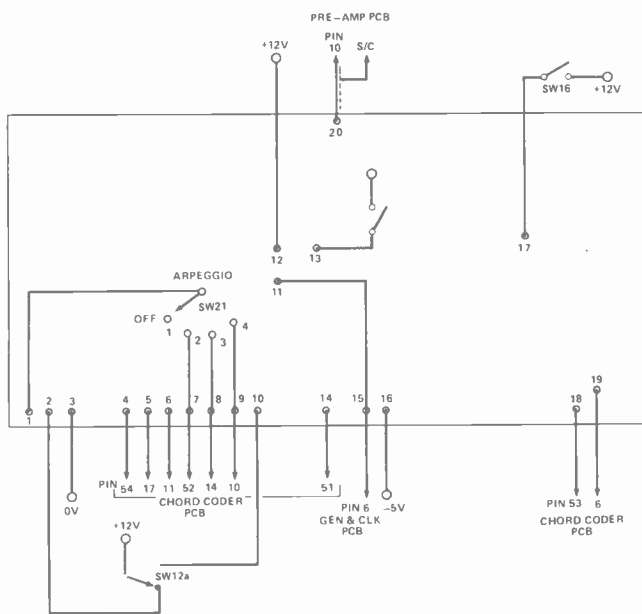 PRE-AMP PCB
+12V PIN S/C
10
SW16 +12V
20
12 13 17
ARPEGGIO 11
SW21
OFF 1 2 3 4
19
1 2 3 4 5 6 7 8 9 10 14 15 16 18
PIN 54 17 11 52 14 10 51 PIN 6 -5V PIN 53 6
0V CHORD CODER PCB GEN & CLK PCB CHORD CODER PCB
+12V
SW12a